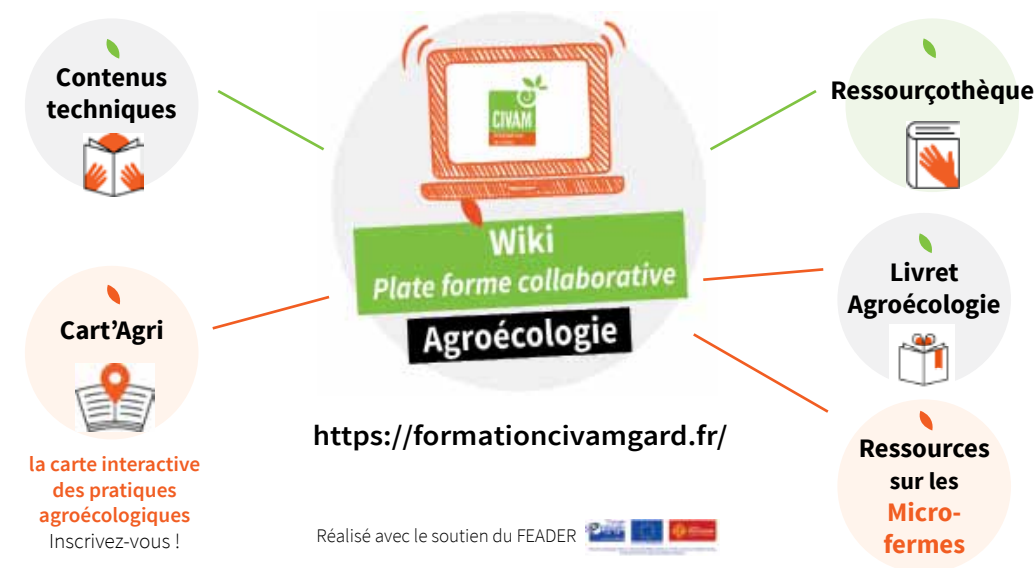 Contenus
techniques
CIVAM
Ressourçothèque
Wiki
Plate forme collaborative
Agroécologie
Livret
Agroécologie
Cart’Agri
la carte interactive
des pratiques
agroécologiques
Inscrivez-vous !
https://formationcivamgard.fr/
Réalisé avec le soutien du FEADER
Ressources
sur les
Micro-
fermes